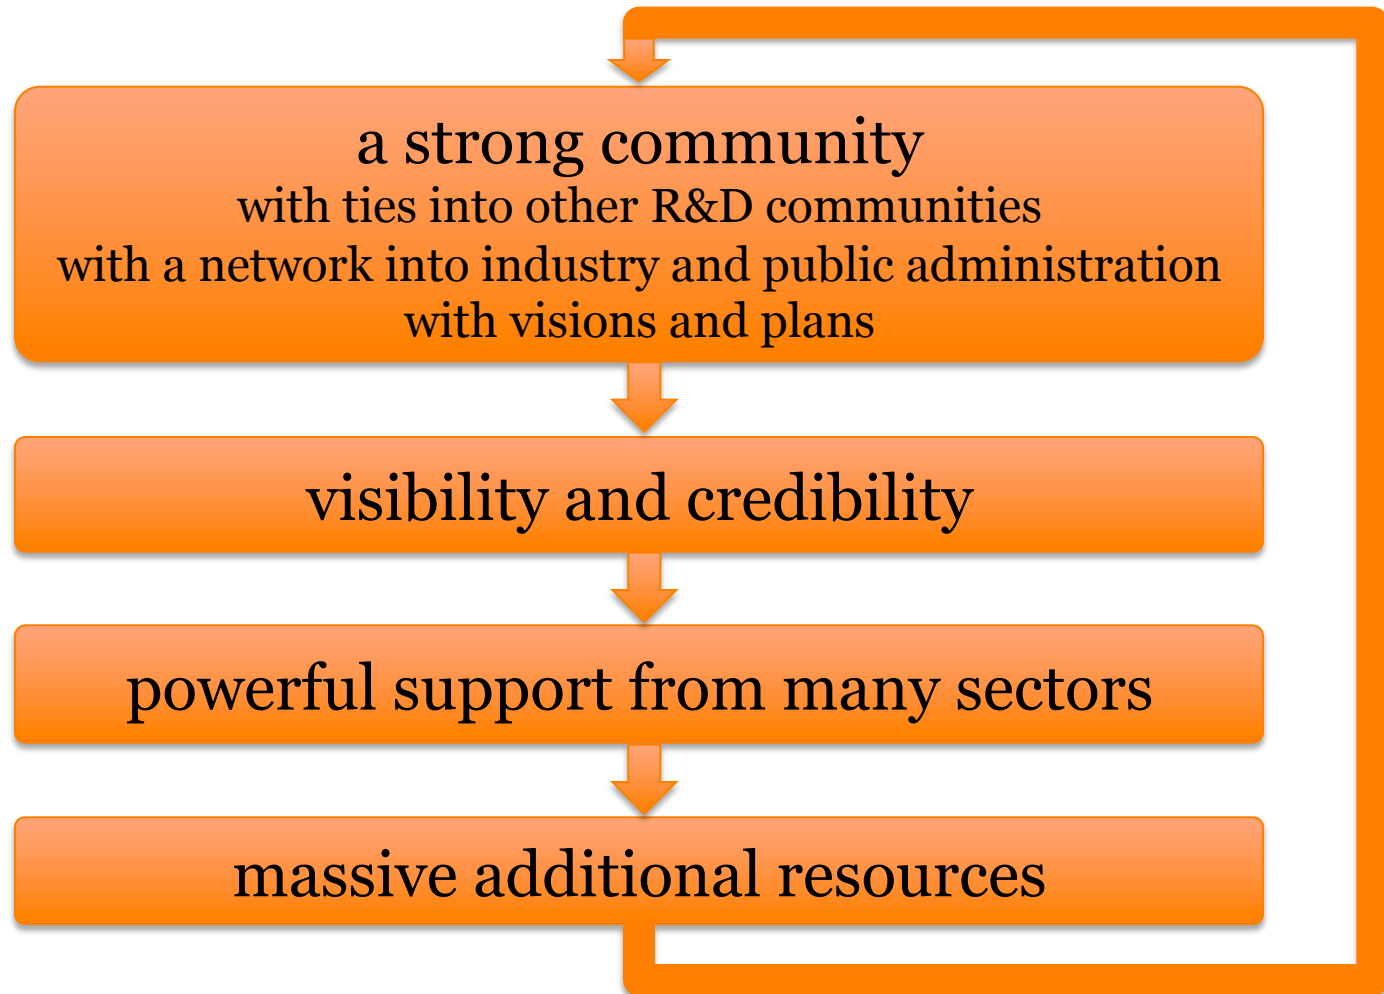 a strong community
with ties into other R&D communities
with a network into industry and public administration
with visions and plans
visibility and credibility
powerful support from many sectors
massive additional resources